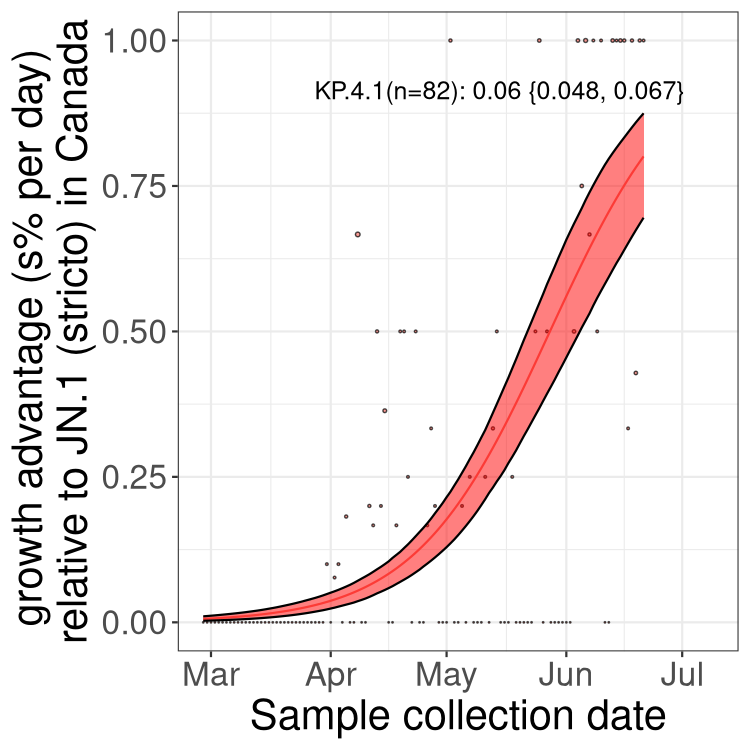 growth advantage (s% per day)
relative to JN.1 (stricto) in Canada
1.00
0.75
0.50
0.25
0.00
KP.4.1(n=82): 0.06 {0.048, 0.067}
Mar Apr May Jun Jul
Sample collection date